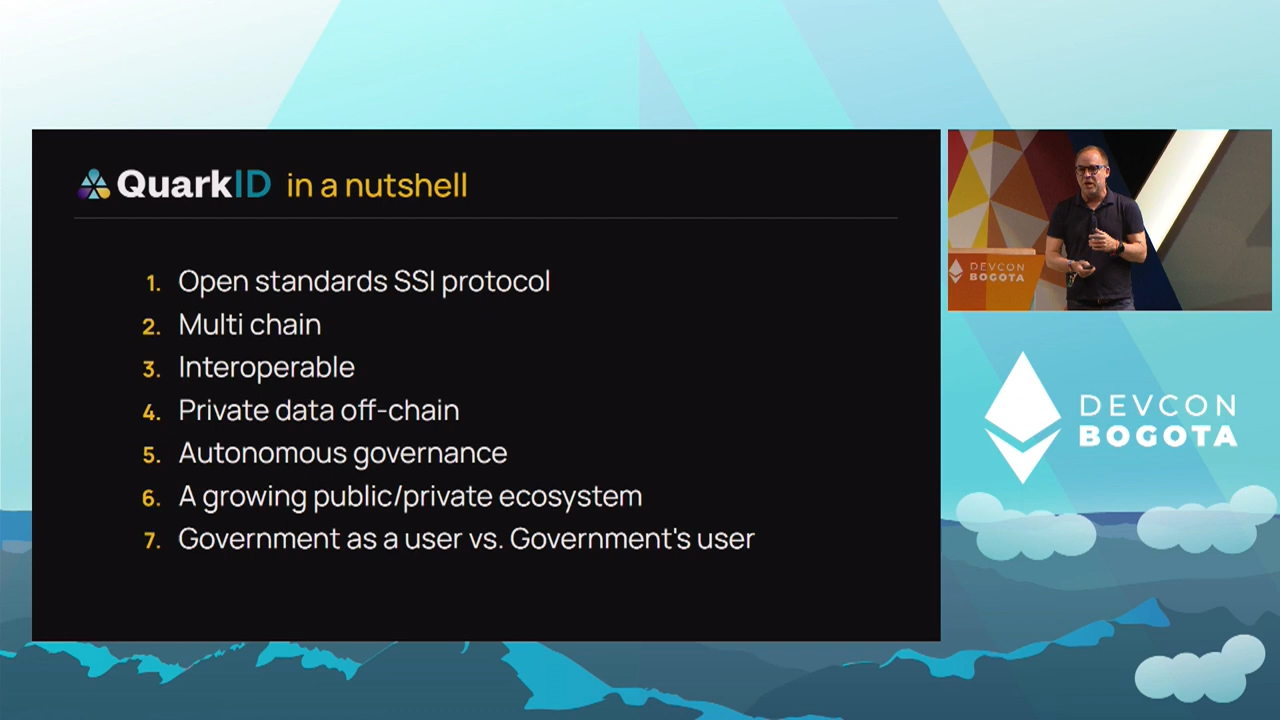 QuarkID in a nutshell
1. Open standards SSI protocol
2. Multi chain
3. Interoperable
4. Private data off-chain
5. Autonomous governance
6. A growing public/private ecosystem
7. Government as a user vs. Government's user
DEVCON
BOGOTA
DEVCON
BOGOTA